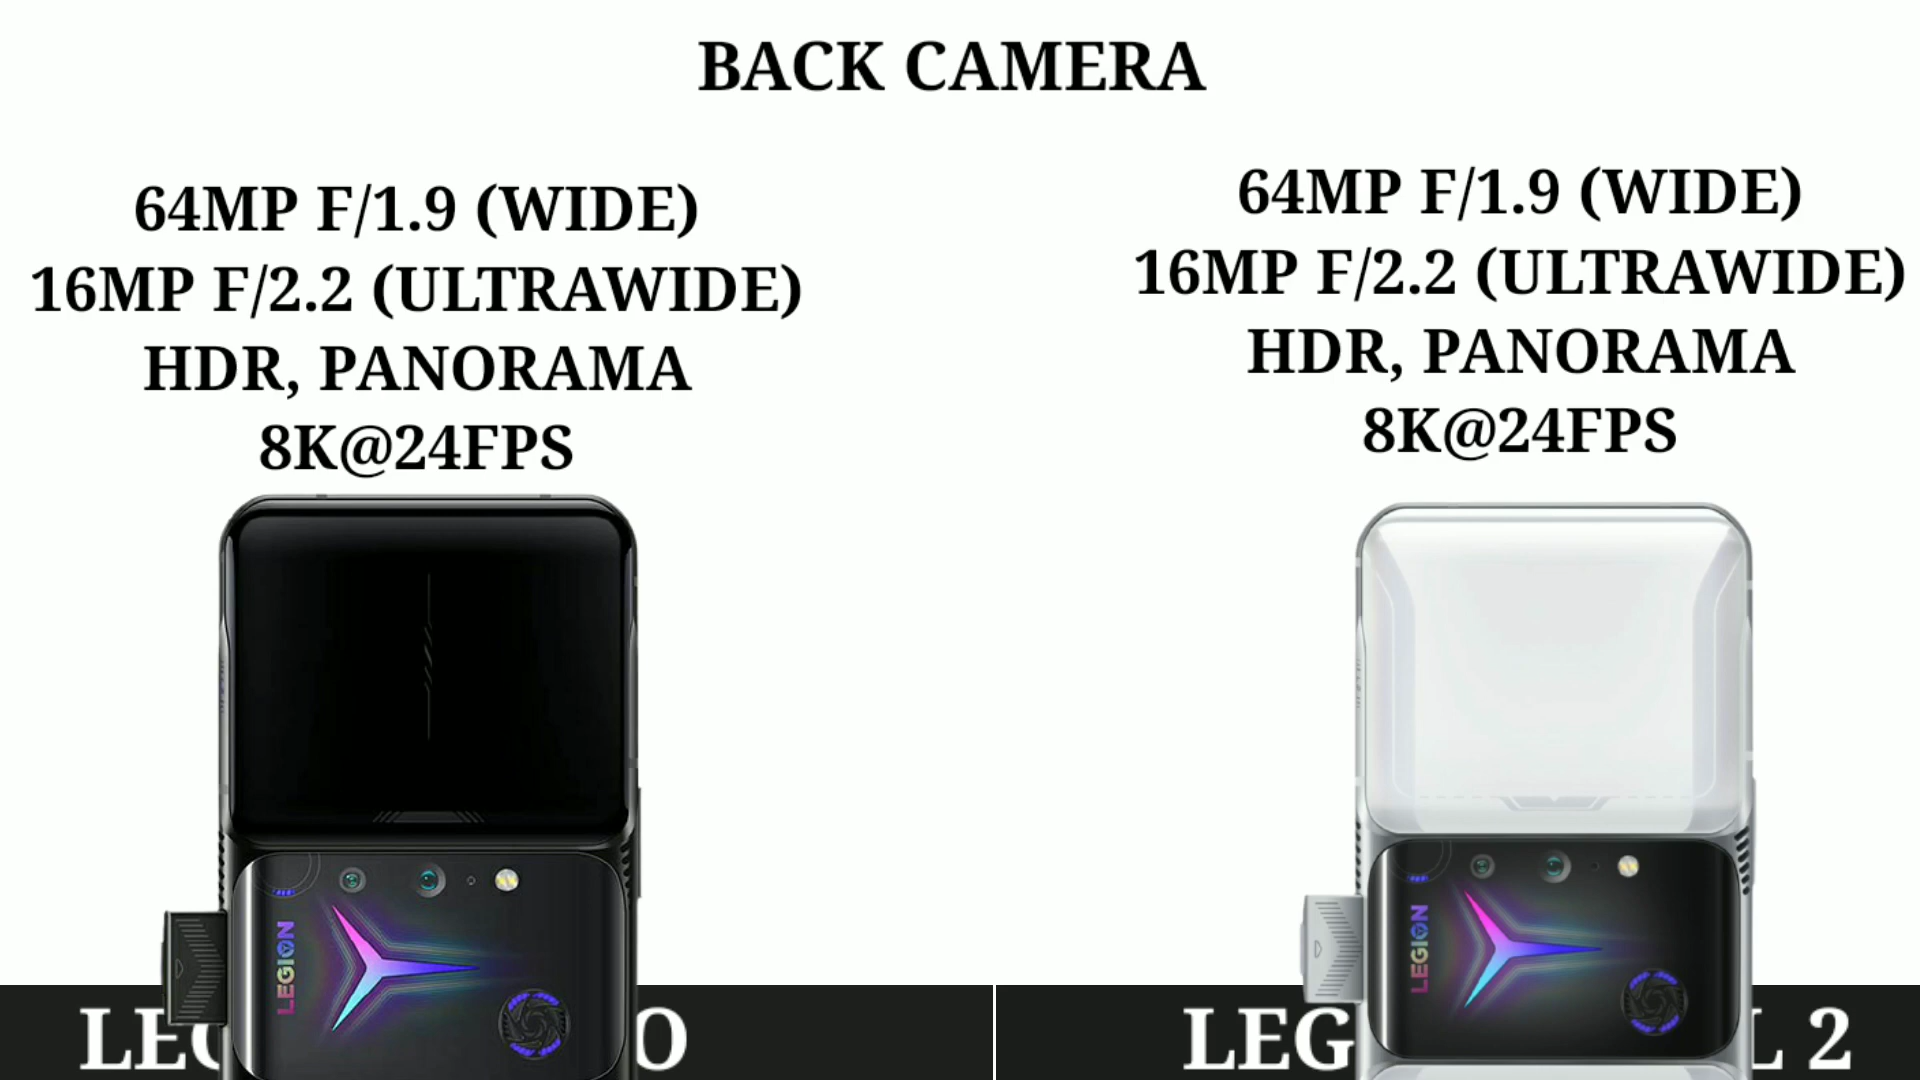 BACK CAMERA
64MP F/1.9 (WIDE)
16MP F/2.2 (ULTRAWIDE)
HDR, PANORAMA
8K@24FPS
64MP F/1.9 (WIDE)
16MP F/2.2 (ULTRAWIDE)
HDR, PANORAMA
8K@24FPS
LEGION
LEGION
2